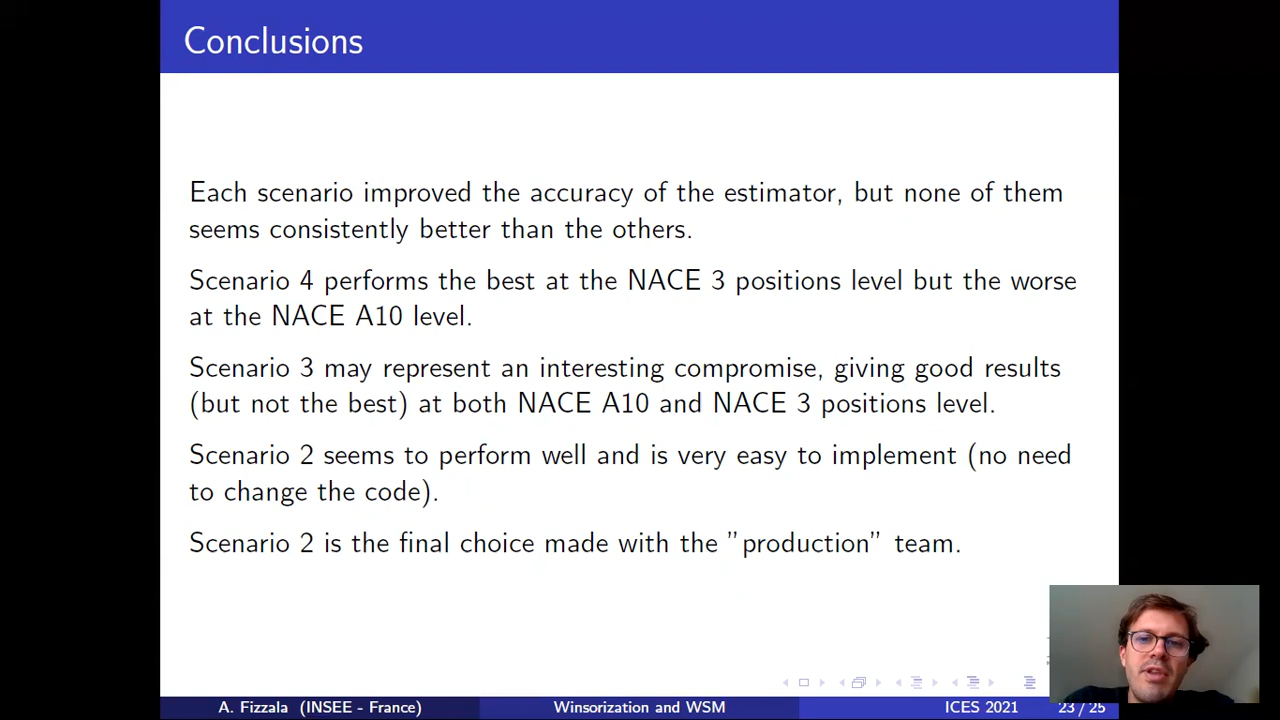 Conclusions
Each scenario improved the accuracy of the estimator, but none of them
seems consistently better than the others.
Scenario 4 performs the best at the NACE 3 positions level but the worse
at the NACE A10 level.
Scenario 3 may represent an interesting compromise, giving good results
(but not the best) at both NACE A10 and NACE 3 positions level.
Scenario 2 seems to perform well and is very easy to implement (no need
to change the code).
Scenario 2 is the final choice made with the ”production” team.
A. Fizzala (INSEE - France) Winsorization and WSM ICES 2021 23 / 25